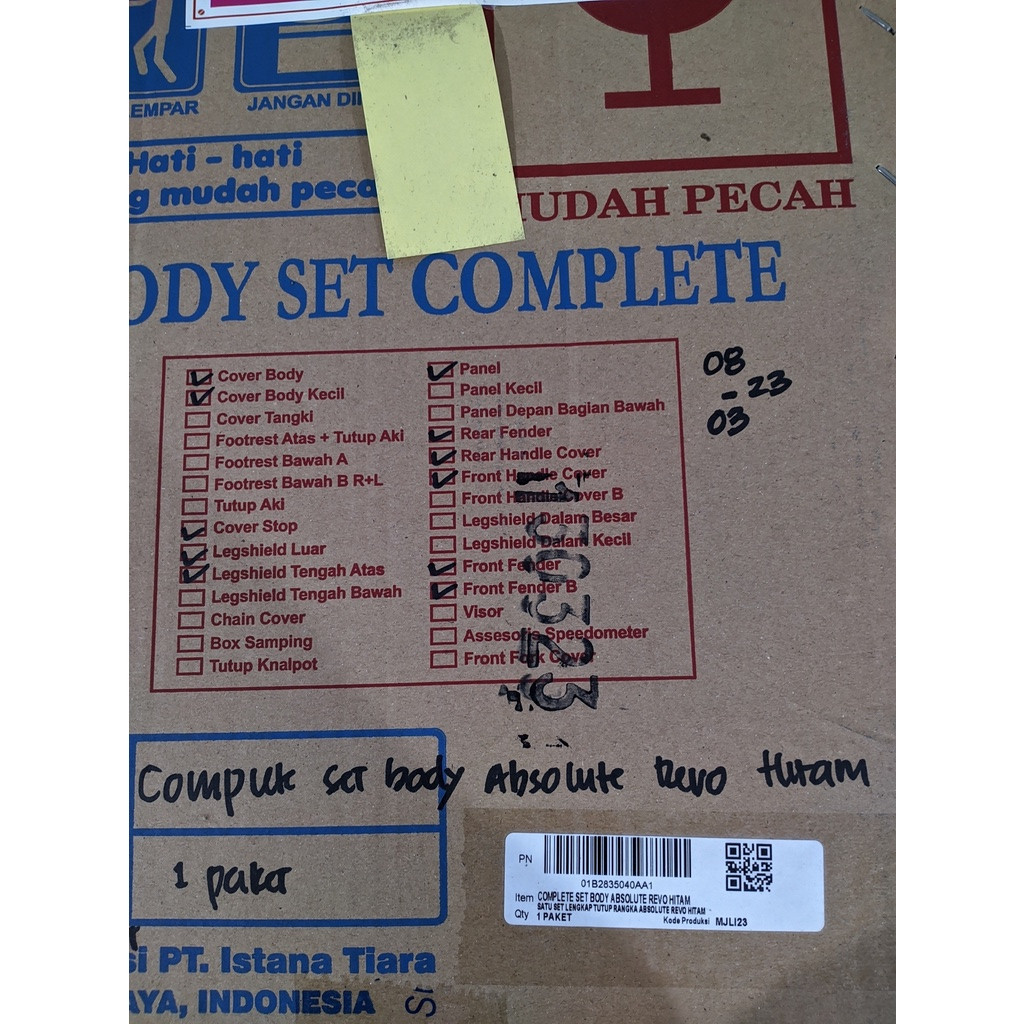 EMPAR
JANGAN DI
Hati - hati
g mudah peca
UDAH PECAH
ODY SET COMPLETE
Cover Body
Cover Body Kecil
Cover Tangki
Footrest Atas + Tutup Aki
Footrest Bawah A
Footrest Bawah B R+L
Tutup Aki
Cover Stop
Legshield Luar
Legshield Tengah Atas
Legshield Tengah Bawah
Chain Cover
Box Samping
Tutup Knalpot
Panel
Panel Kecil
Panel Depan Bagian Bawah
Rear Fender
Rear Handle Cover
Front Handle Cover
Front Handle Cover B
Legshield Dalam Besar
Legshield Dalam Kecil
Front Fender
Front Fender B
Visor
Assesoris Speedometer
Front Fork Cover
08
- 23
03
Compute set body Absolute Revo Hitam
1 paket
PN
01B2835040AA1
Item COMPLETE SET BODY ABSOLUTE REVO HITAM
SATU SET LENGKAP TUTUP RANGKA ABSOLUTE REVO HITAM
Qty 1 PAKET Kode Produksi MJLI23
si PT. Istana Tiara
AYA, INDONESIA